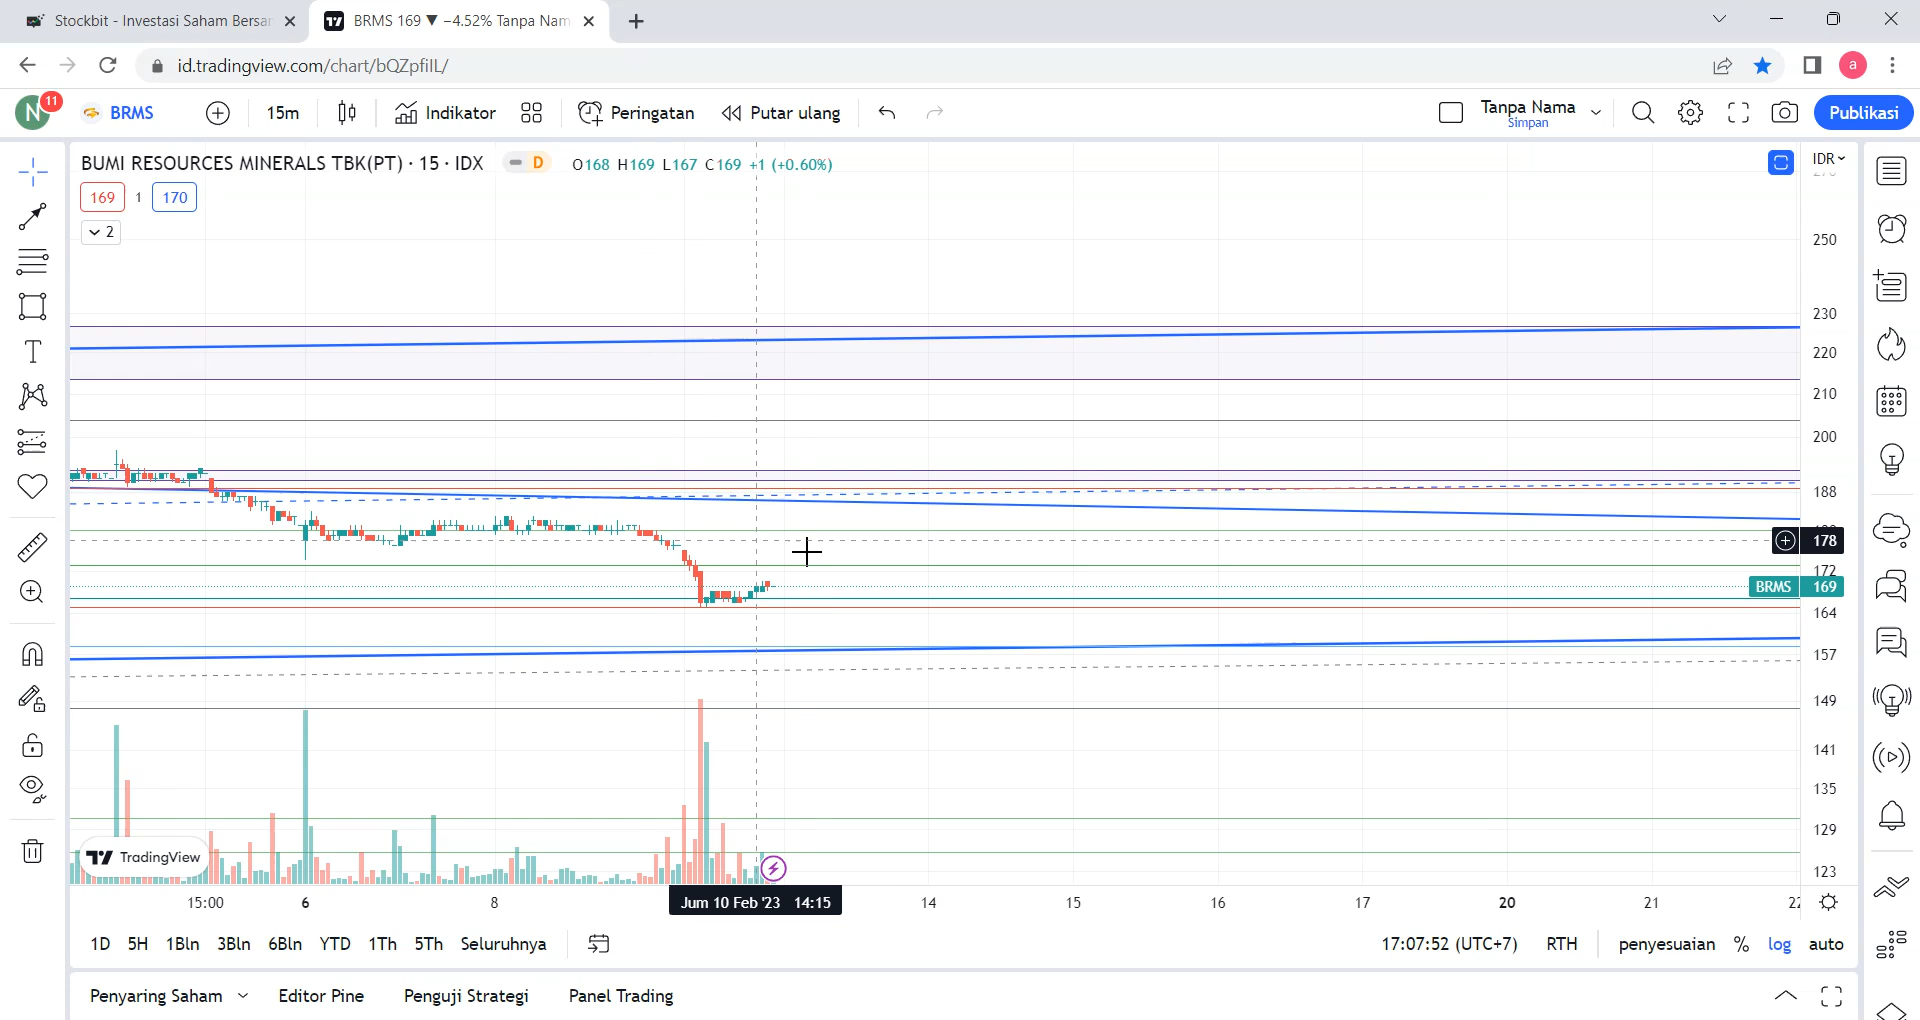 Stockbit - Investasi Saham Bersar
BRMS 169 ▼ −4.52% Tanpa Nam
id.tradingview.com/chart/bQZpfiIL/
a
N
11
BRMS
15m
Indikator
Peringatan
Putar ulang
Tanpa Nama
Simpan
Publikasi
BUMI RESOURCES MINERALS TBK(PT) · 15 · IDX
D
O168 H169 L167 C169 +1 (+0.60%)
IDR
169
1
170
2
250
230
220
210
200
188
178
172
BRMS 169
164
157
149
141
135
129
123
TradingView
15:00
6
8
Jum 10 Feb '23 14:15
14
15
16
17
20
21
22
1D
5H
1Bln
3Bln
6Bln
YTD
1Th
5Th
Seluruhnya
17:07:52 (UTC+7)
RTH
penyesuaian
%
log
auto
Penyaring Saham
Editor Pine
Penguji Strategi
Panel Trading